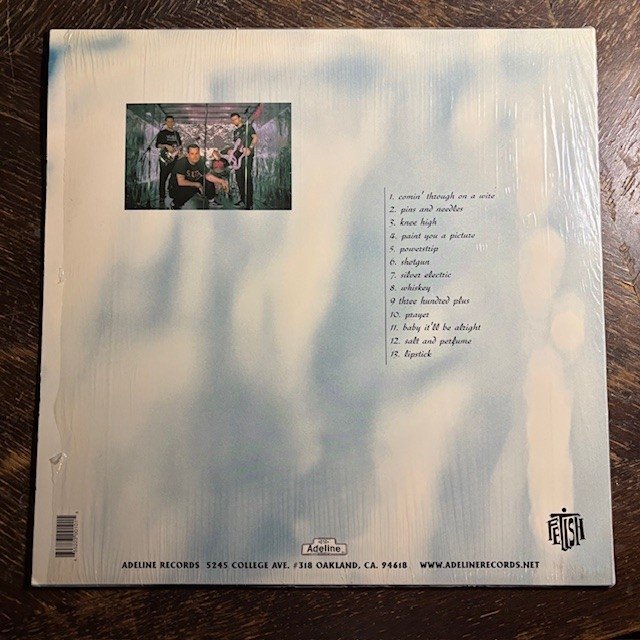 1. comin' through on a wire
2. pins and needles
3. knee high
4. paint you a picture
5. powerstrip
6. shotgun
7. silver electric
8. whiskey
9 three hundred plus
10. prayer
11. baby it'll be alright
12. salt and perfume
13. lipstick
FETISH
Adeline
ADELINE RECORDS 5245 COLLEGE AVE. #318 OAKLAND, CA. 94618 WWW.ADELINERECORDS.NET